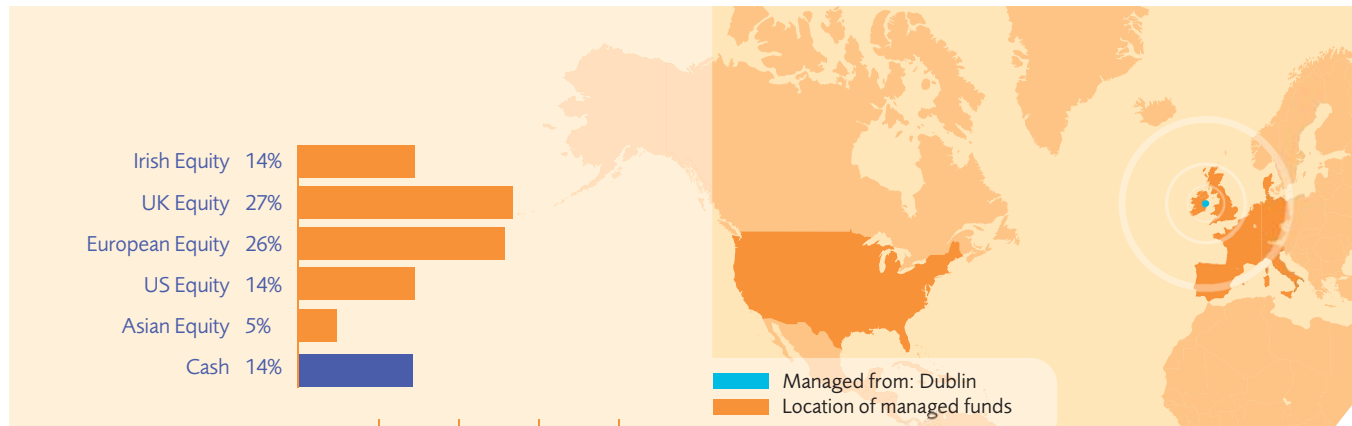 Irish Equity 14%
UK Equity 27%
European Equity 26%
US Equity 14%
Asian Equity 5%
Cash 14%
Managed from: Dublin
Location of managed funds